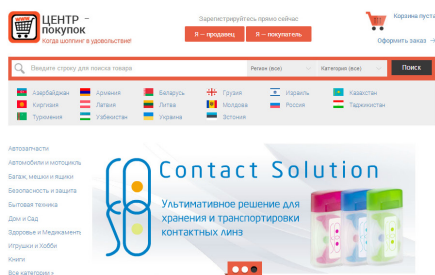 ЦЕНТР –
ПОКУПОК
Когда шоппинг в удовольствие!
Зарегистрируйтесь прямо сейчас
Я — продавец
Я — покупатель
Корзина пуста
Оформить заказ →
Введите строку для поиска товара
Регион (все)
Категория (все)
Поиск
Азербайджан Армения Беларусь Грузия Израиль Казахстан
Киргизия Латвия Литва Молдова Россия Таджикистан
Туркмения Узбекистан Украина Эстония
Автозапчасти
Автомобили и мотоциклы
Багаж, мешки и ящики
Безопасность и защита
Бытовая техника
Дом и Сад
Здоровье и Медикаменты
Игрушки и Хобби
Книги
Все категории »
Contact Solution
Ультимативное решение для
хранения и транспортировки
контактных линз